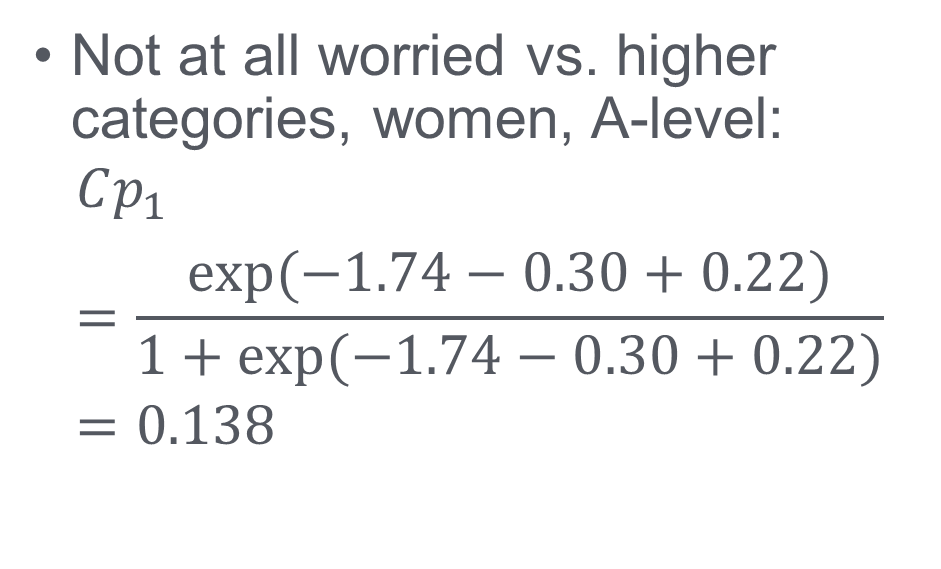 • Not at all worried vs. higher
categories, women, A-level:
𝐶𝑝₁
= exp(−1.74 − 0.30 + 0.22)
1 + exp(−1.74 − 0.30 + 0.22)
= 0.138